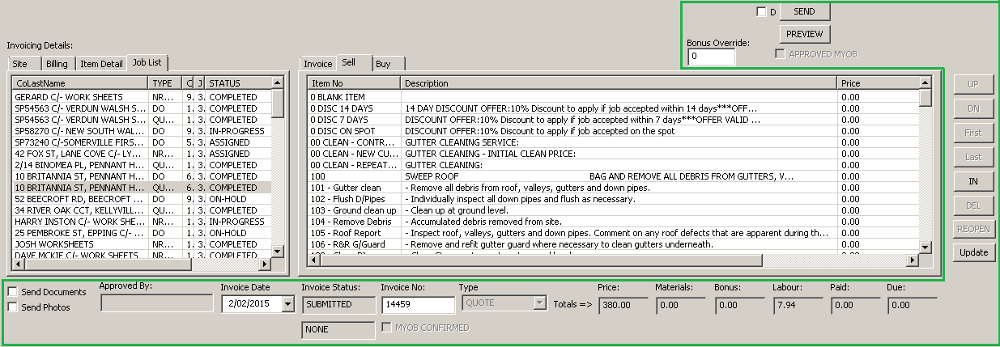 D SEND
PREVIEW
Bonus Override:
0 APPROVED MYOB
Invoicing Details:
Site Billing Item Detail Job List
CoLastName TYPE C J STATUS
GERARD C/- WORK SHEETS NR... 9. 3. COMPLETED
SP54563 C/- VERDUN WALSH S... DO 1. 3. COMPLETED
SP54563 C/- VERDUN WALSH S... QU... 1. 3. COMPLETED
SP58270 C/- NEW SOUTH WAL... DO 9. 3. IN-PROGRESS
SP73240 C/-SOMERVILLE FIRS... DO 5. 3. ASSIGNED
42 FOX ST, LANE COVE C/- LY... NR... 1. 3. ASSIGNED
2/14 BINOMEA PL, PENNANT H... QU... 1. 3. COMPLETED
10 BRITANNIA ST, PENNANT H... DO 6. 3. COMPLETED
10 BRITANNIA ST, PENNANT H... QU... 6. 3. COMPLETED
52 BEECROFT RD, BEECROFT ... DO 9. 3. ON-HOLD
34 RIVER OAK CCT, KELLYVIL... QU... 1. 3. COMPLETED
HARRY INSTON C/- WORK SHE... NR... 1. 3. IN-PROGRESS
25 PEMBROKE ST, EPPING C/- ... DO 1. 3. ON-HOLD
JOSH WORKSHEETS NR... 1. 3. COMPLETED
DAVE MCKIE C/- WORK SHEETS NR... 1. 3. COMPLETED
Invoice Sell Buy
Item No Description Price
0 BLANK ITEM 0.00
0 DISC 14 DAYS 14 DAY DISCOUNT OFFER:10% Discount to apply if job accepted within 14 days***OFF... 0.00
0 DISC 7 DAYS DISCOUNT OFFER:10% Discount to apply if job accepted within 7 days***OFFER VALID ... 0.00
0 DISC ON SPOT DISCOUNT OFFER:10% Discount to apply if job accepted on the spot 0.00
00 CLEAN - CONTR... GUTTER CLEANING SERVICE: 0.00
00 CLEAN - NEW CU... GUTTER CLEANING - INITIAL CLEAN PRICE: 0.00
00 CLEAN - REPEAT... GUTTER CLEANING: 0.00
100 SWEEP ROOF BAG AND REMOVE ALL DEBRIS FROM GUTTERS, V... 0.00
101 - Gutter clean - Remove all debris from roof, valleys, gutters and down pipes. 0.00
102 - Flush D/Pipes - Individually inspect all down pipes and flush as necessary. 0.00
103 - Ground clean up - Clean up at ground level. 0.00
104 - Remove Debris - Accumulated debris removed from site. 0.00
105 - Roof Report - Inspect roof, valleys, gutters and down pipes. Comment on any roof defects that are apparent during th... 0.00
106 - R&R G/Guard - Remove and refit gutter guard where necessary to clean gutters underneath. 0.00
UP
DN
First
Last
IN
DEL
REOPEN
Update
Send Documents
Send Photos
Approved By:
Invoice Date
2/02/2015
Invoice Status:
SUBMITTED
NONE
Invoice No:
14459
MYOB CONFIRMED
Type
QUOTE
Totals =>
Price: Materials: Bonus: Labour: Paid: Due:
380.00 0.00 0.00 7.94 0.00 0.00